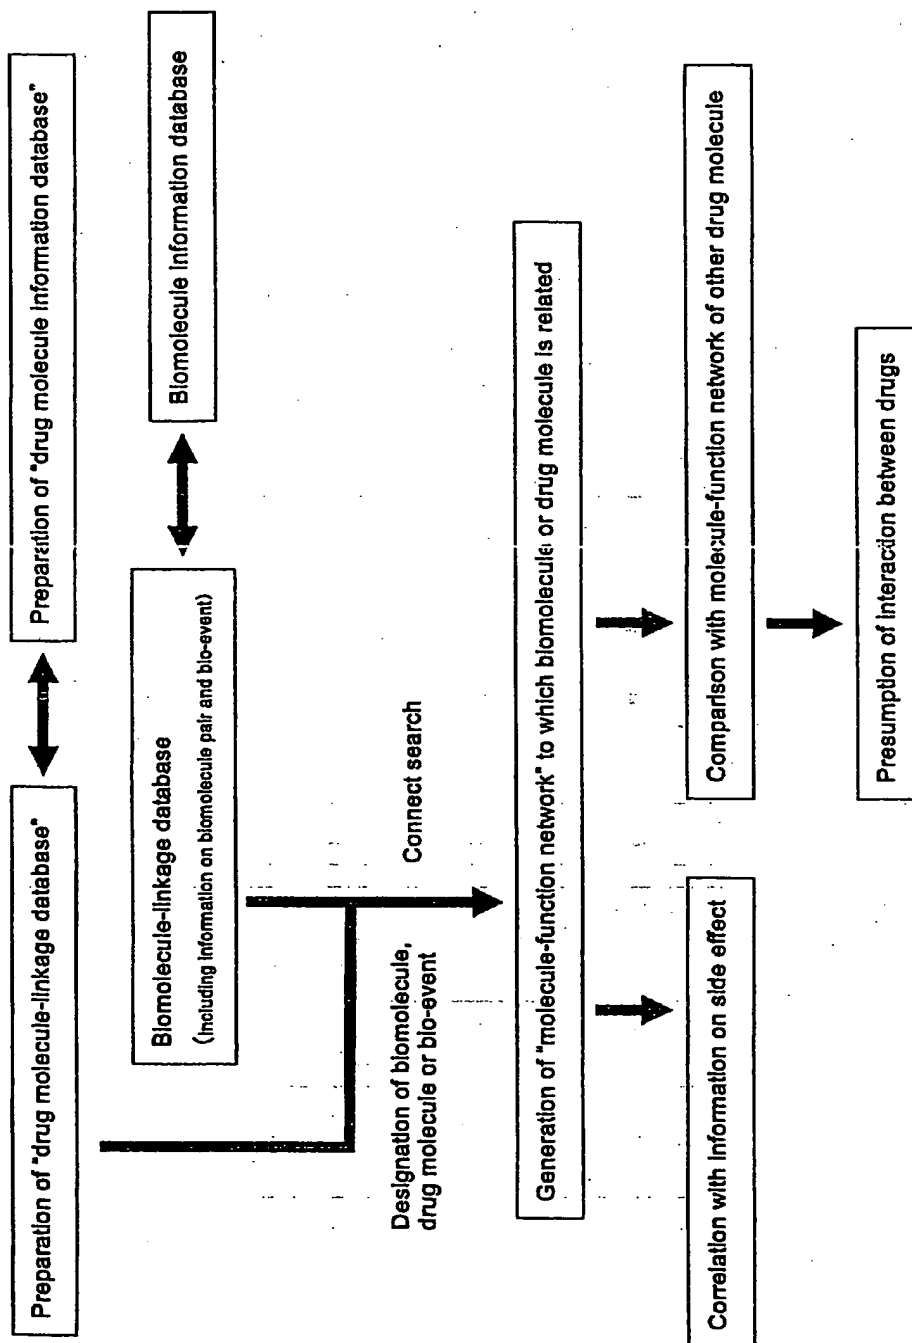 Preparation of "drug molecule-linkage database"
Preparation of "drug molecule information database"
Biomolecule-linkage database
(Including information on biomolecule pair and bio-event)
Biomolecule information database
Designation of biomolecule,
drug molecule or bio-event
Connect search
Generation of "molecule-function network" to which biomolecule or drug molecule is related
Correlation with information on side effect
Comparison with molecule-function network of other drug molecule
Presumption of interaction between drugs